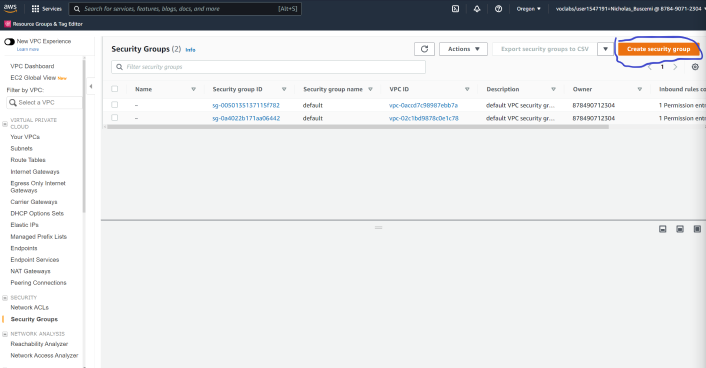 aws Services Search for services, features, blogs, docs, and more [Alt+S] Oregon ▼ voclabs/user1547191=Nicholas_Buscemi @ 8784-9071-2304 ▼
Resource Groups & Tag Editor
New VPC Experience
Learn more
VPC Dashboard
EC2 Global View New
Filter by VPC:
Select a VPC
VIRTUAL PRIVATE
CLOUD
Your VPCs
Subnets
Route Tables
Internet Gateways
Egress Only Internet
Gateways
Carrier Gateways
DHCP Options Sets
Elastic IPs
Managed Prefix Lists
Endpoints
Endpoint Services
NAT Gateways
Peering Connections
SECURITY
Network ACLs
Security Groups
NETWORK ANALYSIS
Reachability Analyzer
Network Access Analyzer
Security Groups (2) Info
Actions ▼ Export security groups to CSV ▼ Create security group
Filter security groups
1
Name Security group ID Security group name VPC ID Description Owner Inbound rules co
– sg-0050135137115f782 default vpc-0accd7c98987ebb7a default VPC security gr... 878490712304 1 Permission entr
– sg-0a4022b171aa06442 default vpc-02c1bd9878c0e1c78 default VPC security gr... 878490712304 1 Permission entr